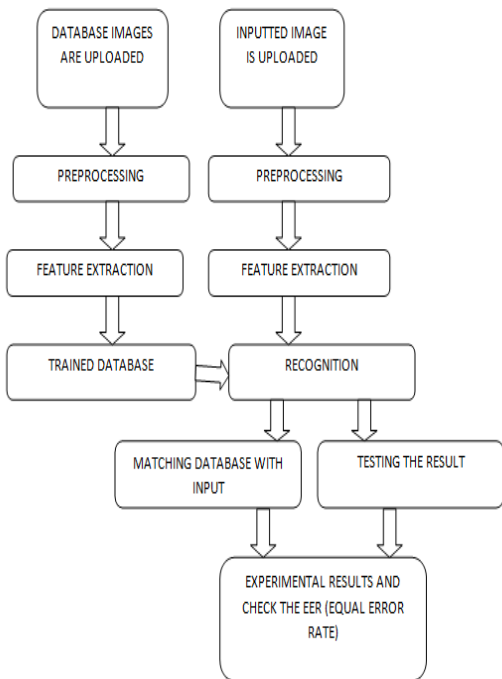 DATABASE IMAGES
ARE UPLOADED
INPUTTED IMAGE
IS UPLOADED
PREPROCESSING
PREPROCESSING
FEATURE EXTRACTION
FEATURE EXTRACTION
TRAINED DATABASE
RECOGNITION
MATCHING DATABASE WITH
INPUT
TESTING THE RESULT
EXPERIMENTAL RESULTS AND
CHECK THE EER (EQUAL ERROR
RATE)